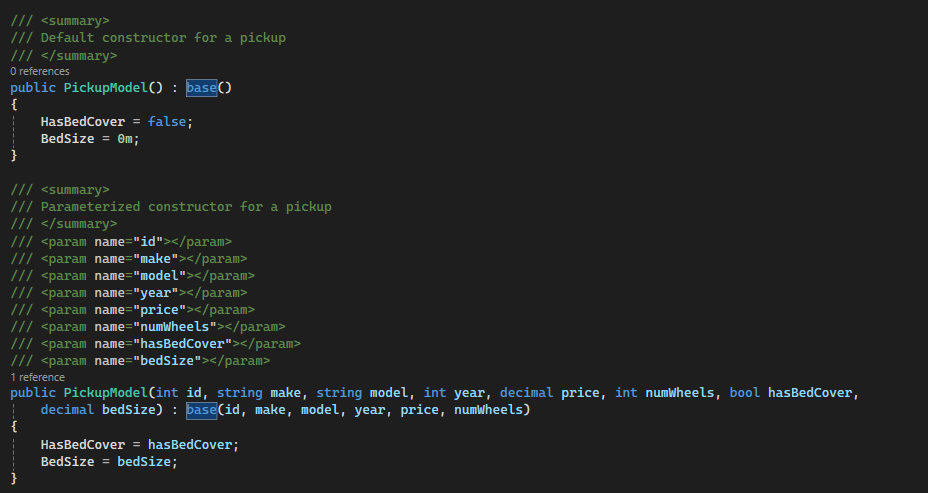 /// <summary>
/// Default constructor for a pickup
/// </summary>
0 references
public PickupModel() : base()
{
    HasBedCover = false;
    BedSize = 0m;
}

/// <summary>
/// Parameterized constructor for a pickup
/// </summary>
/// <param name="id"></param>
/// <param name="make"></param>
/// <param name="model"></param>
/// <param name="year"></param>
/// <param name="price"></param>
/// <param name="numWheels"></param>
/// <param name="hasBedCover"></param>
/// <param name="bedSize"></param>
1 reference
public PickupModel(int id, string make, string model, int year, decimal price, int numWheels, bool hasBedCover,
    decimal bedSize) : base(id, make, model, year, price, numWheels)
{
    HasBedCover = hasBedCover;
    BedSize = bedSize;
}